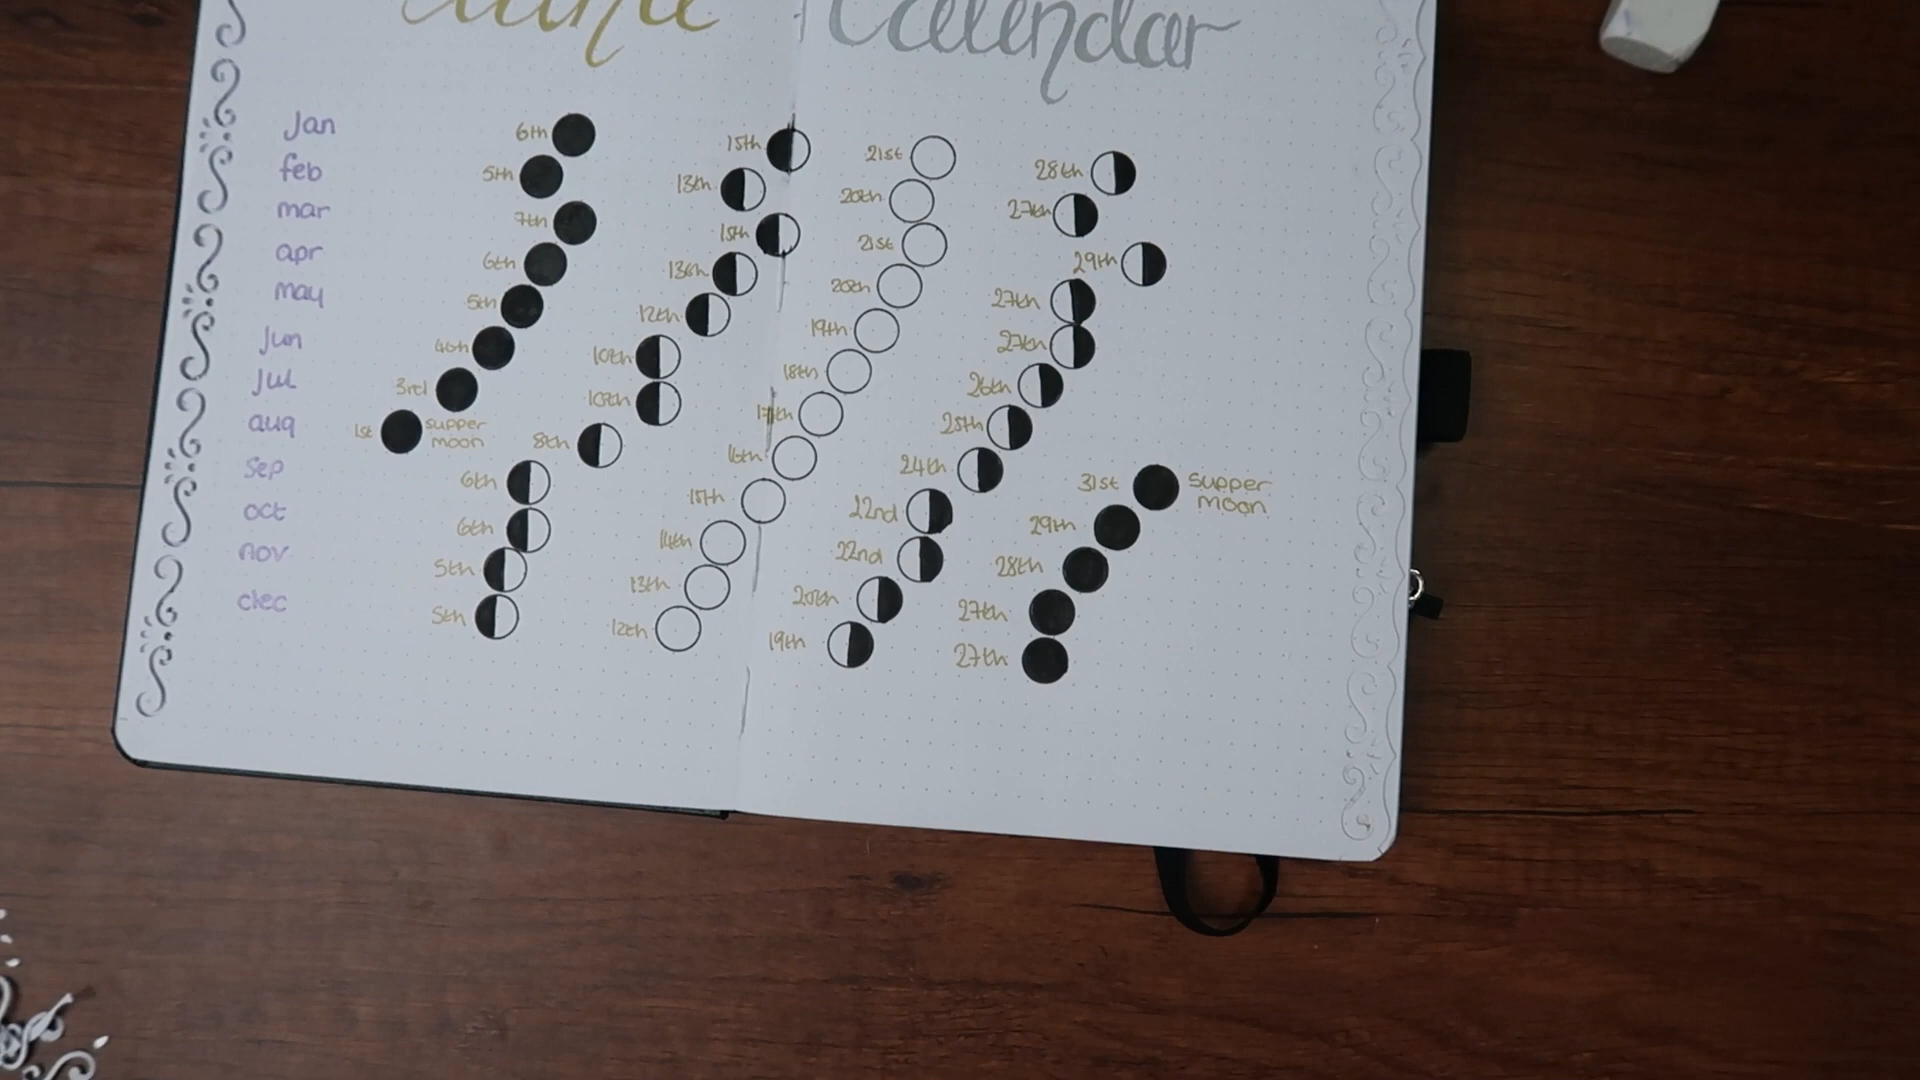 Calendar
Jan 6th 15th 21st 28th
feb 5th 13th 20th 27th
mar 7th 15th 21st 29th
apr 6th 13th 20th 27th
may 5th 12th 19th 27th
Jun 4th 10th 18th 26th
Jul 3rd 10th 17th 25th
aug 1st supper moon 8th 16th 24th 31st supper moon
sep 6th 15th 22nd 29th
oct 6th 14th 22nd 28th
nov 5th 13th 20th 27th
dec 5th 12th 19th 27th